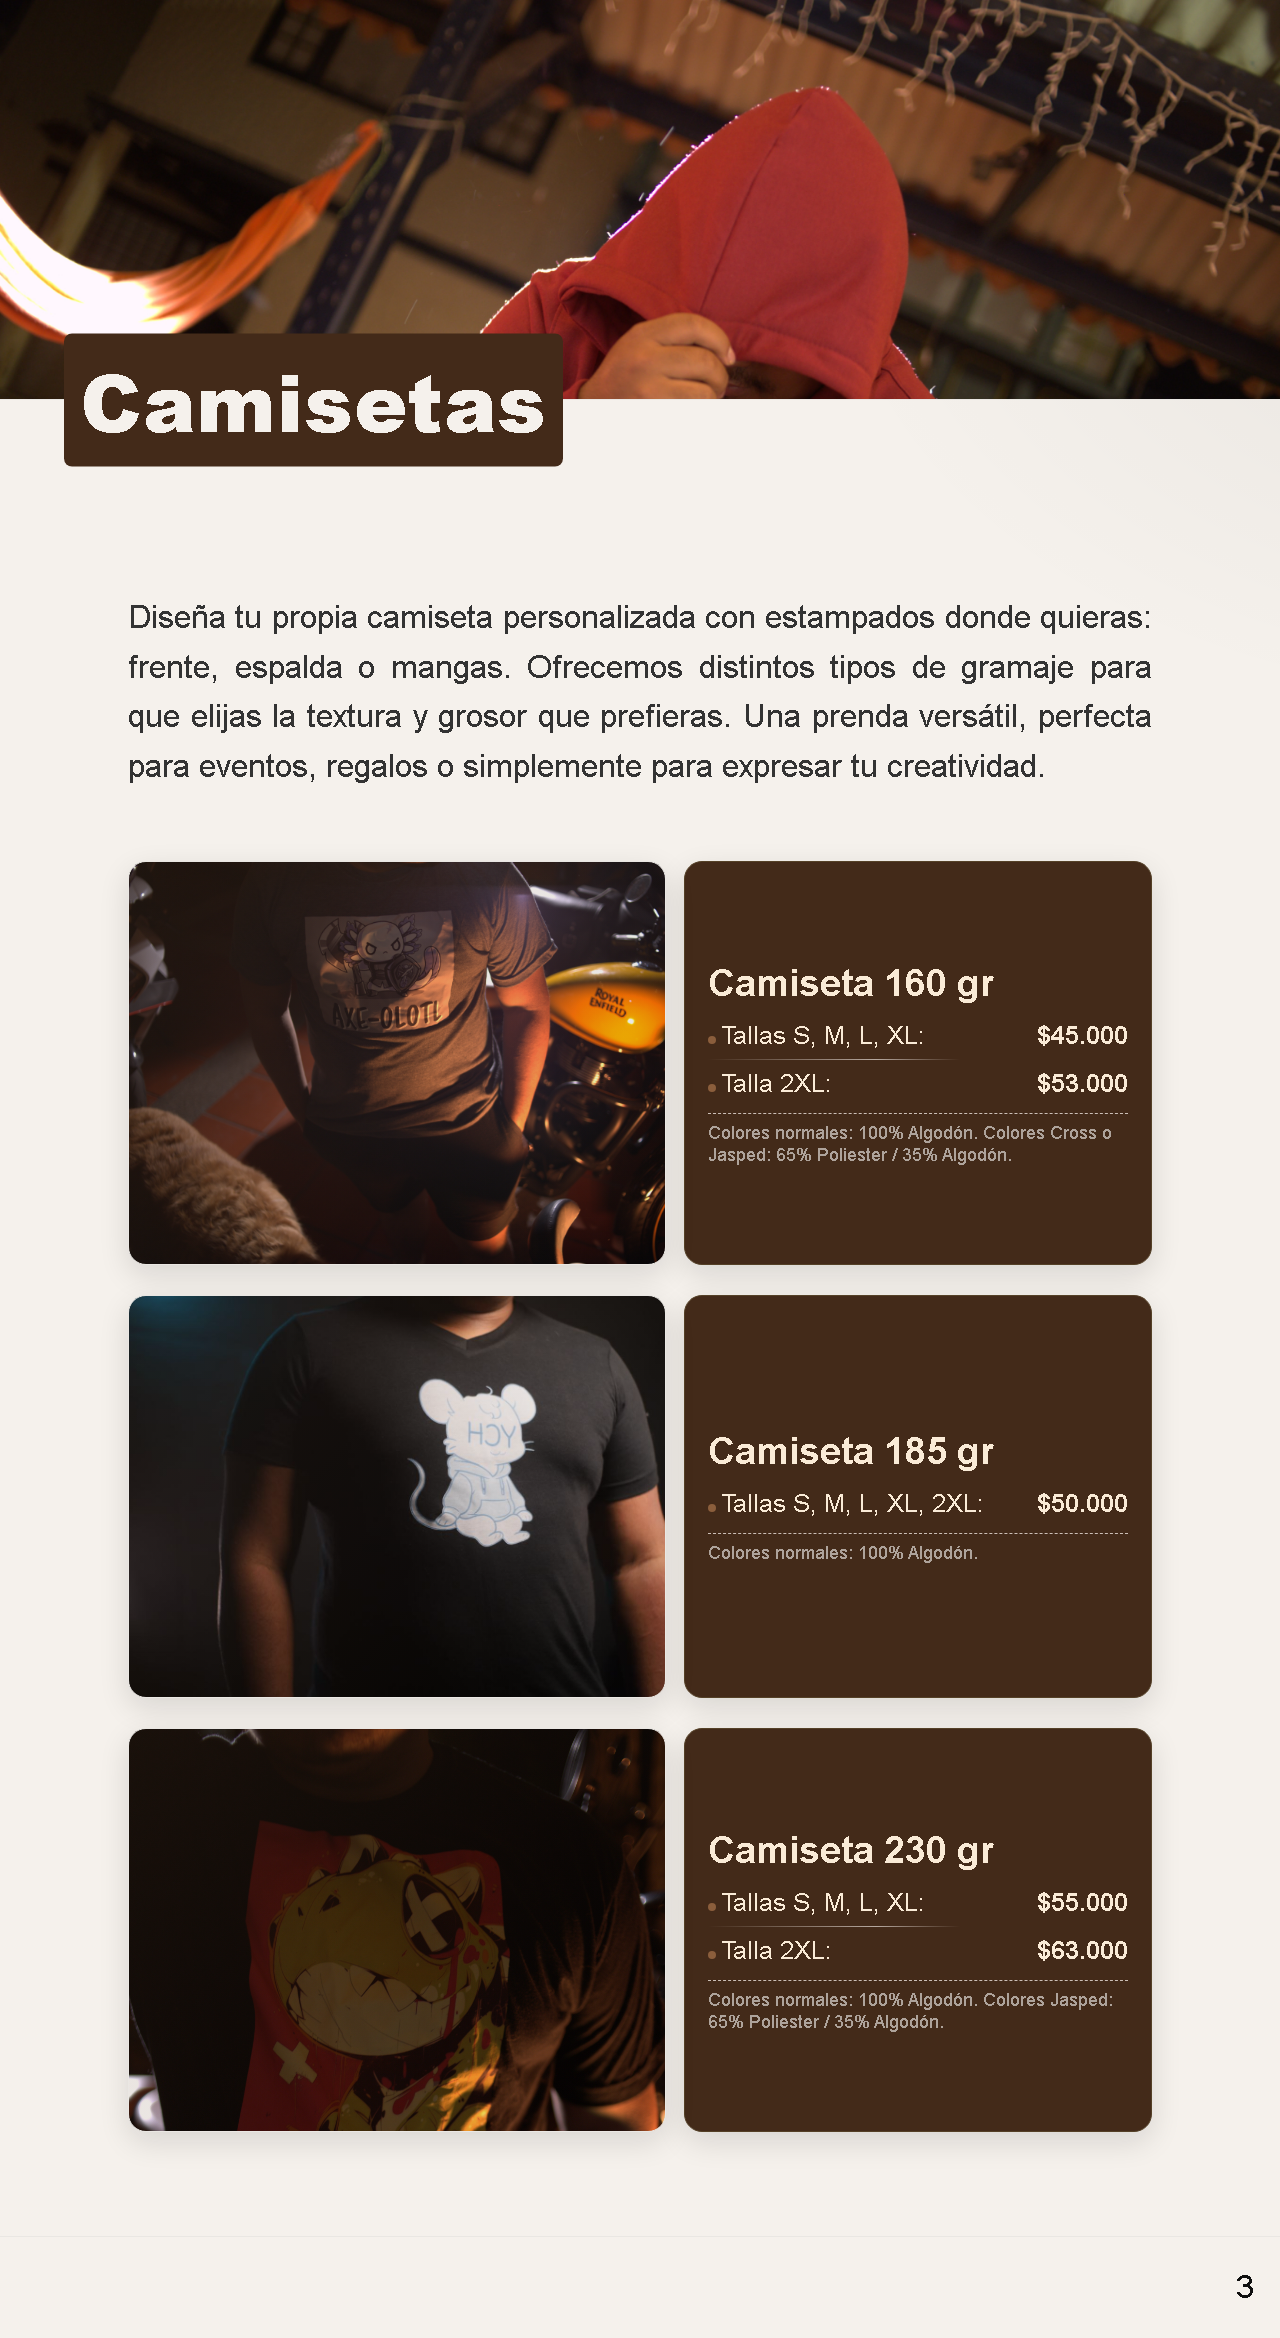 Camisetas
Diseña tu propia camiseta personalizada con estampados donde quieras:
frente, espalda o mangas. Ofrecemos distintos tipos de gramaje para
que elijas la textura y grosor que prefieras. Una prenda versátil, perfecta
para eventos, regalos o simplemente para expresar tu creatividad.
AXE-OLOTL
ROYAL
ENFIELD
Camiseta 160 gr
Tallas S, M, L, XL: $45.000
Talla 2XL: $53.000
Colores normales: 100% Algodón. Colores Cross o
Jasped: 65% Poliester / 35% Algodón.
HCY
Camiseta 185 gr
Tallas S, M, L, XL, 2XL: $50.000
Colores normales: 100% Algodón.
Camiseta 230 gr
Tallas S, M, L, XL: $55.000
Talla 2XL: $63.000
Colores normales: 100% Algodón. Colores Jasped:
65% Poliester / 35% Algodón.
3